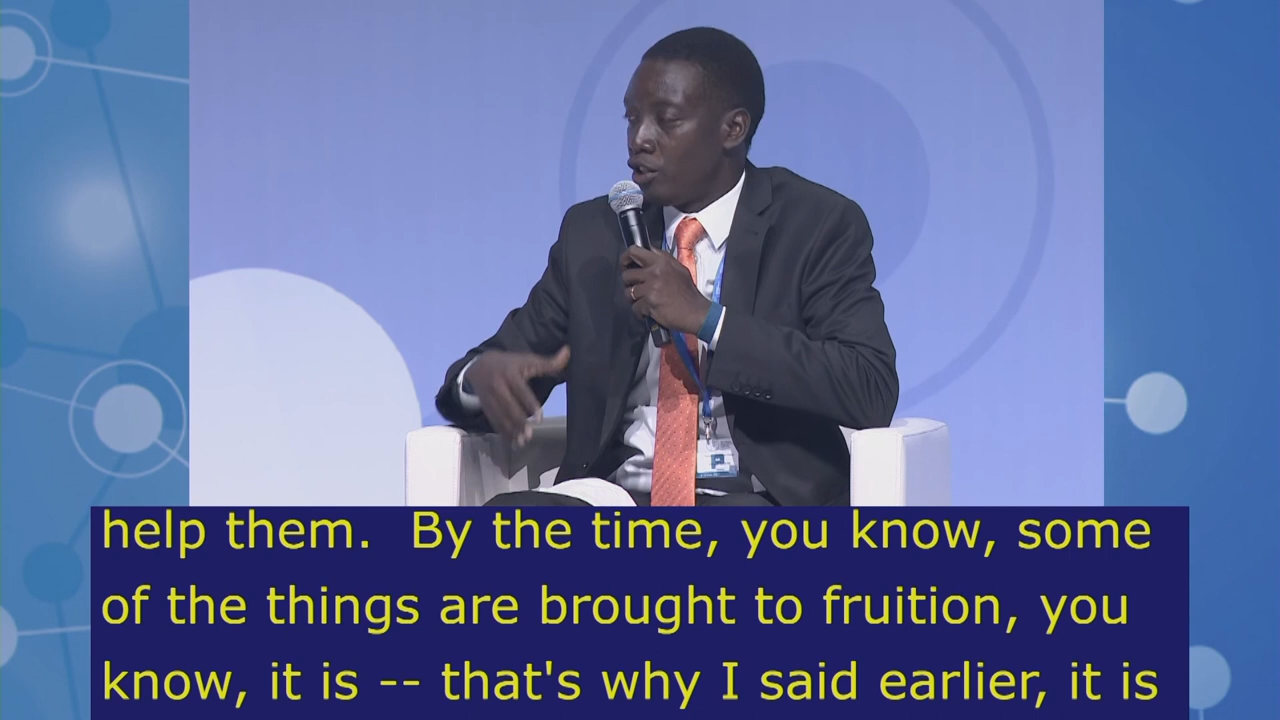 help them.  By the time, you know, some
of the things are brought to fruition, you
know, it is -- that's why I said earlier, it is